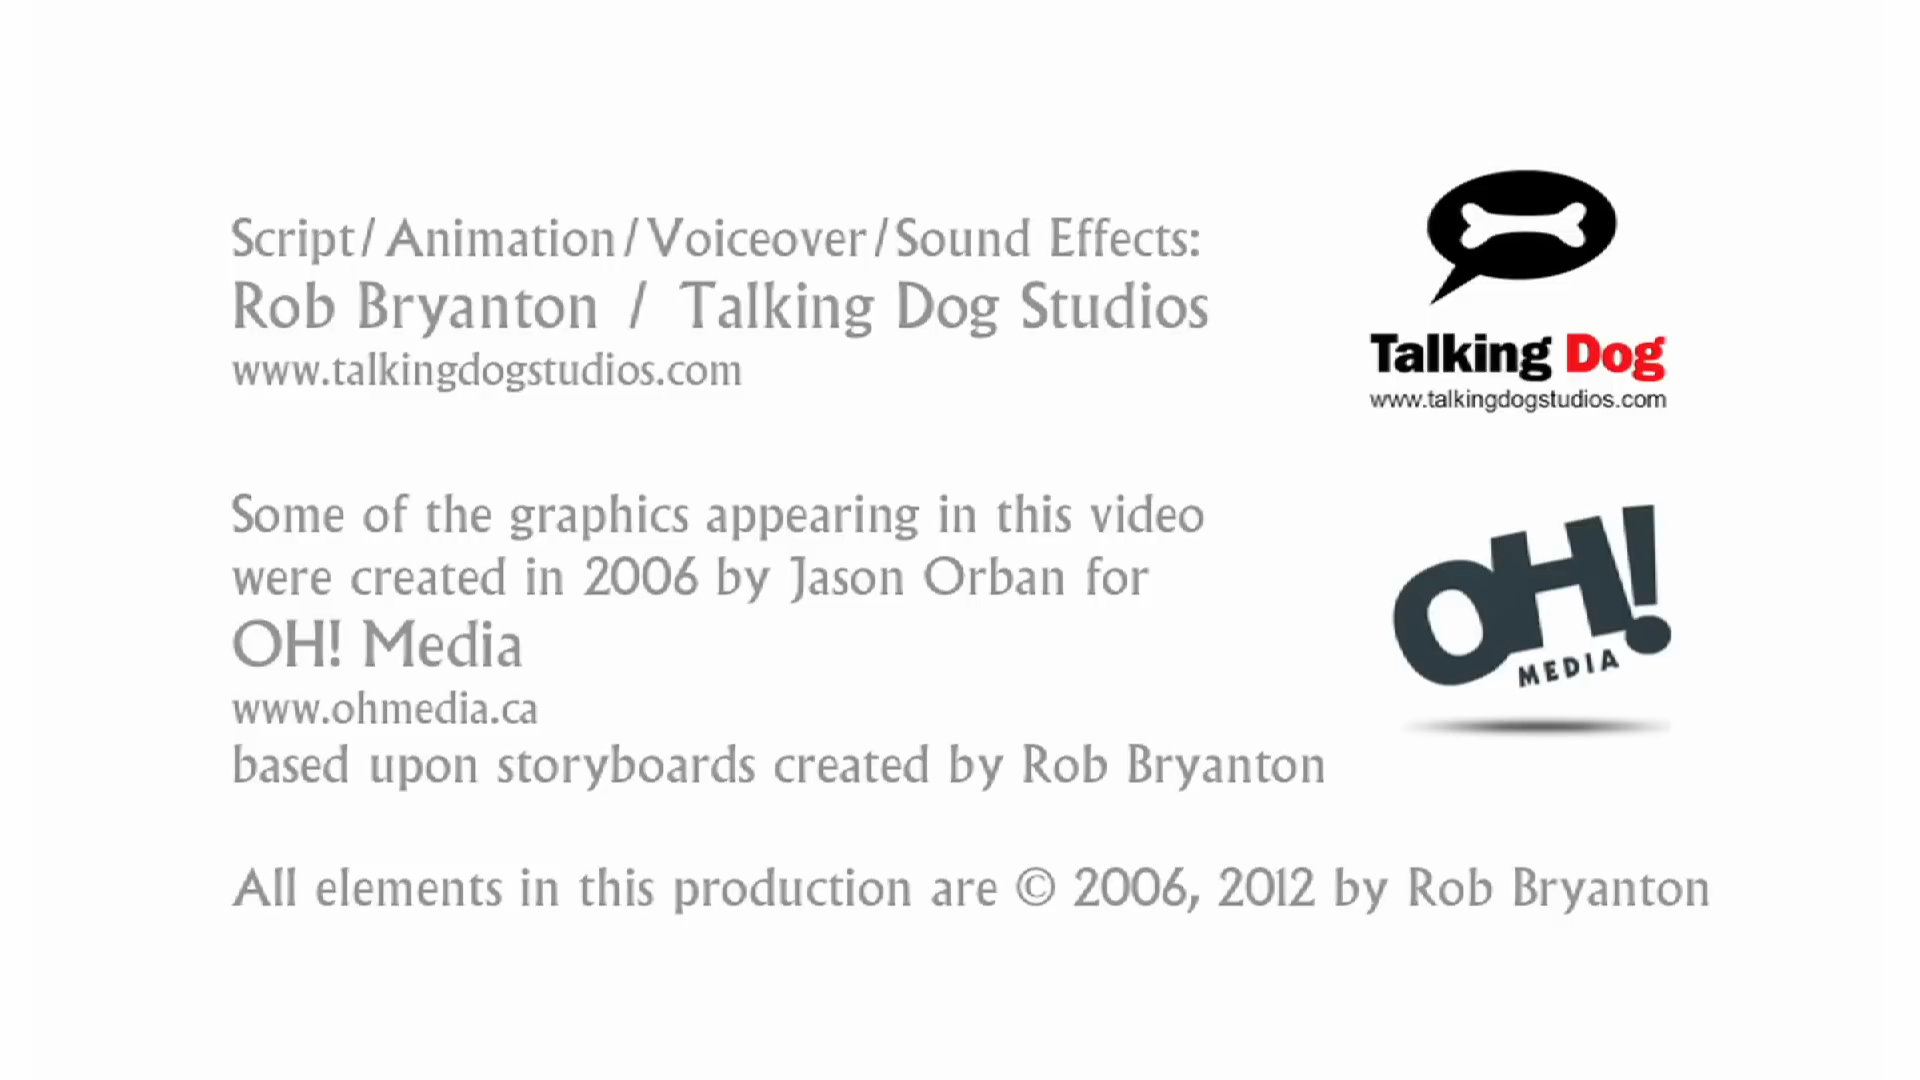 Script/Animation/Voiceover/Sound Effects:
Rob Bryanton / Talking Dog Studios
www.talkingdogstudios.com
Talking Dog
www.talkingdogstudios.com
Some of the graphics appearing in this video
were created in 2006 by Jason Orban for
OH! Media
www.ohmedia.ca
based upon storyboards created by Rob Bryanton
OH!
MEDIA
All elements in this production are © 2006, 2012 by Rob Bryanton